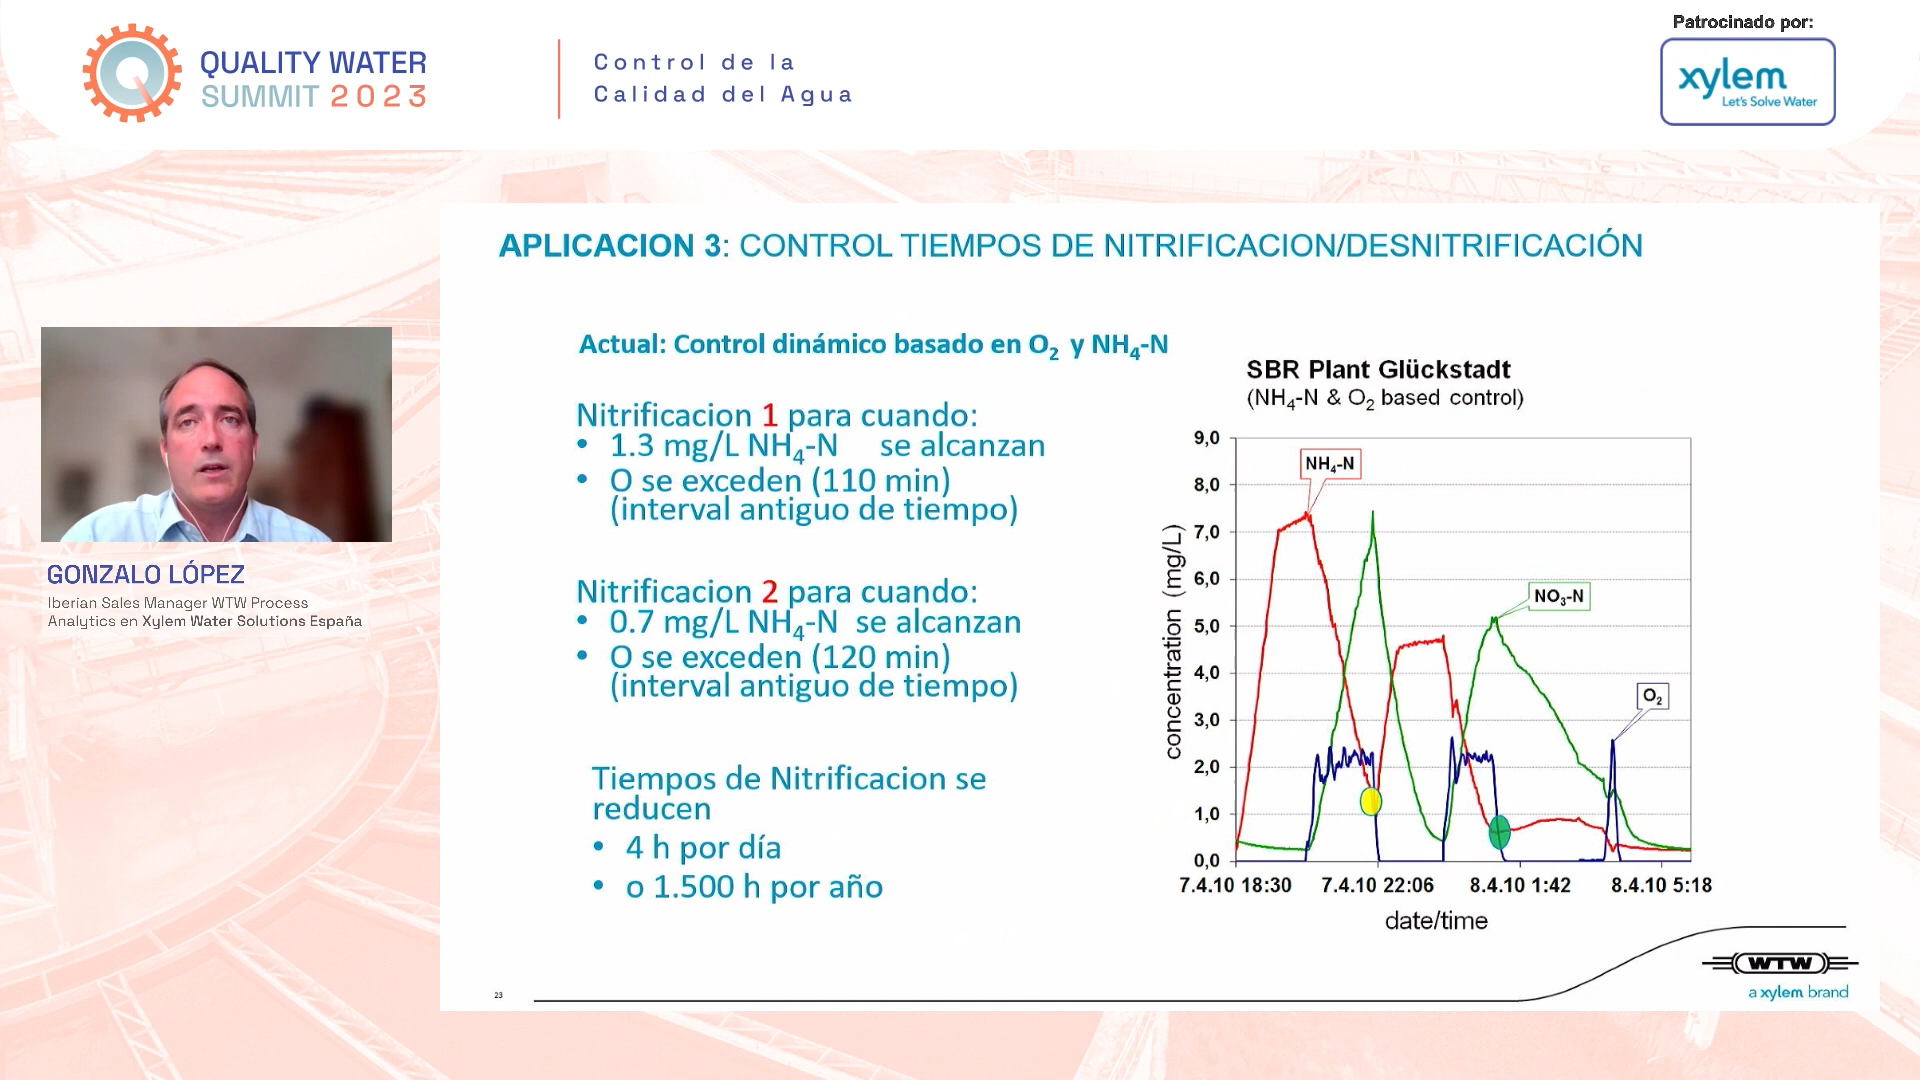 QUALITY WATER
SUMMIT 2023
Control de la
Calidad del Agua
Patrocinado por:
xylem
Let's Solve Water
APLICACION 3: CONTROL TIEMPOS DE NITRIFICACION/DESNITRIFICACIÓN
Actual: Control dinámico basado en O₂ y NH₄-N
Nitrificacion 1 para cuando:
• 1.3 mg/L NH₄-N se alcanzan
• O se exceden (110 min)
(interval antiguo de tiempo)
Nitrificacion 2 para cuando:
• 0.7 mg/L NH₄-N se alcanzan
• O se exceden (120 min)
(interval antiguo de tiempo)
Tiempos de Nitrificacion se
reducen
• 4 h por día
• o 1.500 h por año
SBR Plant Glückstadt
(NH₄-N & O₂ based control)
concentration (mg/L)
9,0
8,0
7,0
6,0
5,0
4,0
3,0
2,0
1,0
0,0
NH₄-N
NO₃-N
O₂
7.4.10 18:30 7.4.10 22:06 8.4.10 1:42 8.4.10 5:18
date/time
GONZALO LÓPEZ
Iberian Sales Manager WTW Process
Analytics en Xylem Water Solutions España
23
WTW
a xylem brand